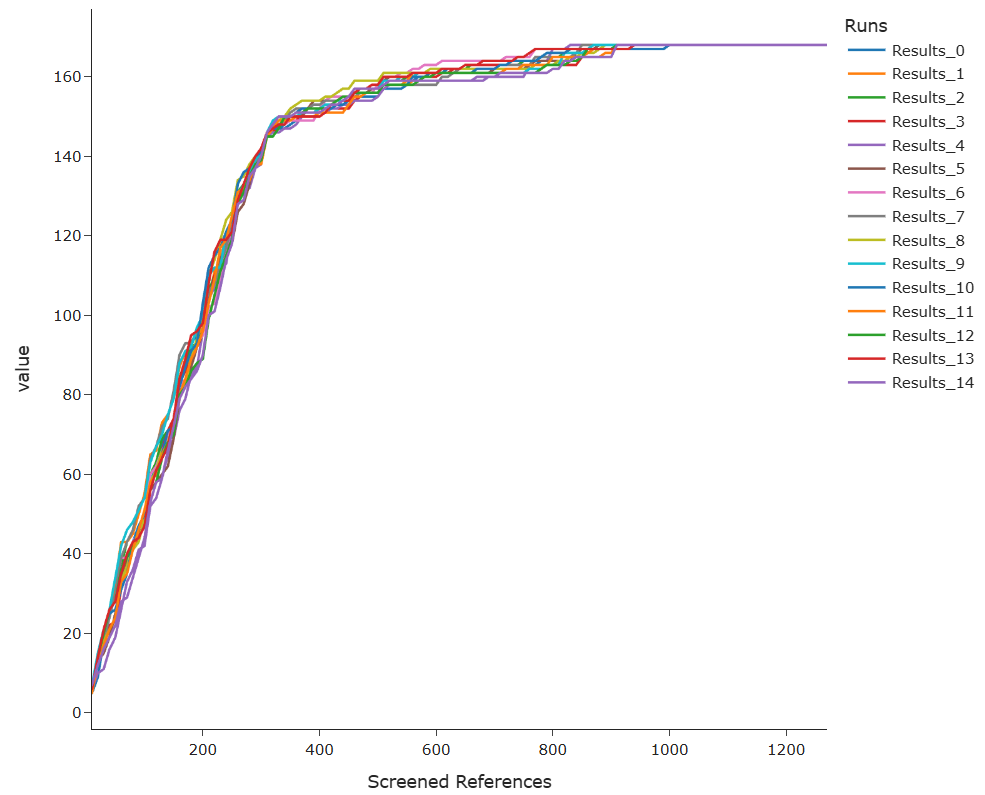 Runs
Results_0
Results_1
Results_2
Results_3
Results_4
Results_5
Results_6
Results_7
Results_8
Results_9
Results_10
Results_11
Results_12
Results_13
Results_14
value
160
140
120
100
80
60
40
20
0
200 400 600 800 1000 1200
Screened References